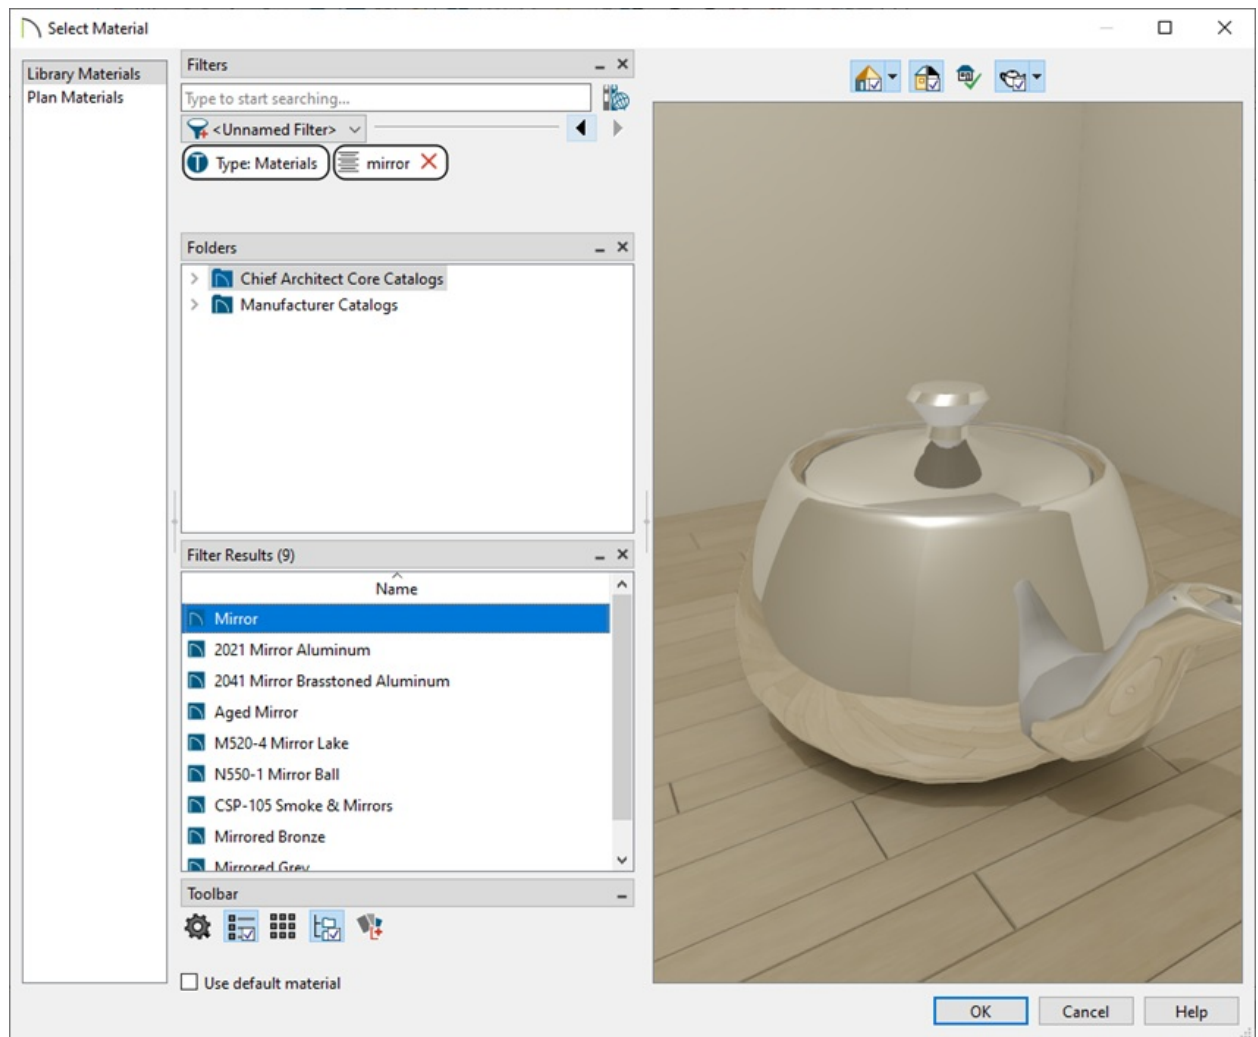 Select Material
Library Materials
Plan Materials
Filters
Type to start searching...
<Unnamed Filter>
Type: Materials
mirror
Folders
Chief Architect Core Catalogs
Manufacturer Catalogs
Filter Results (9)
Name
Mirror
2021 Mirror Aluminum
2041 Mirror Brasstoned Aluminum
Aged Mirror
M520-4 Mirror Lake
N550-1 Mirror Ball
CSP-105 Smoke & Mirrors
Mirrored Bronze
Mirrored Grey
Toolbar
Use default material
OK
Cancel
Help